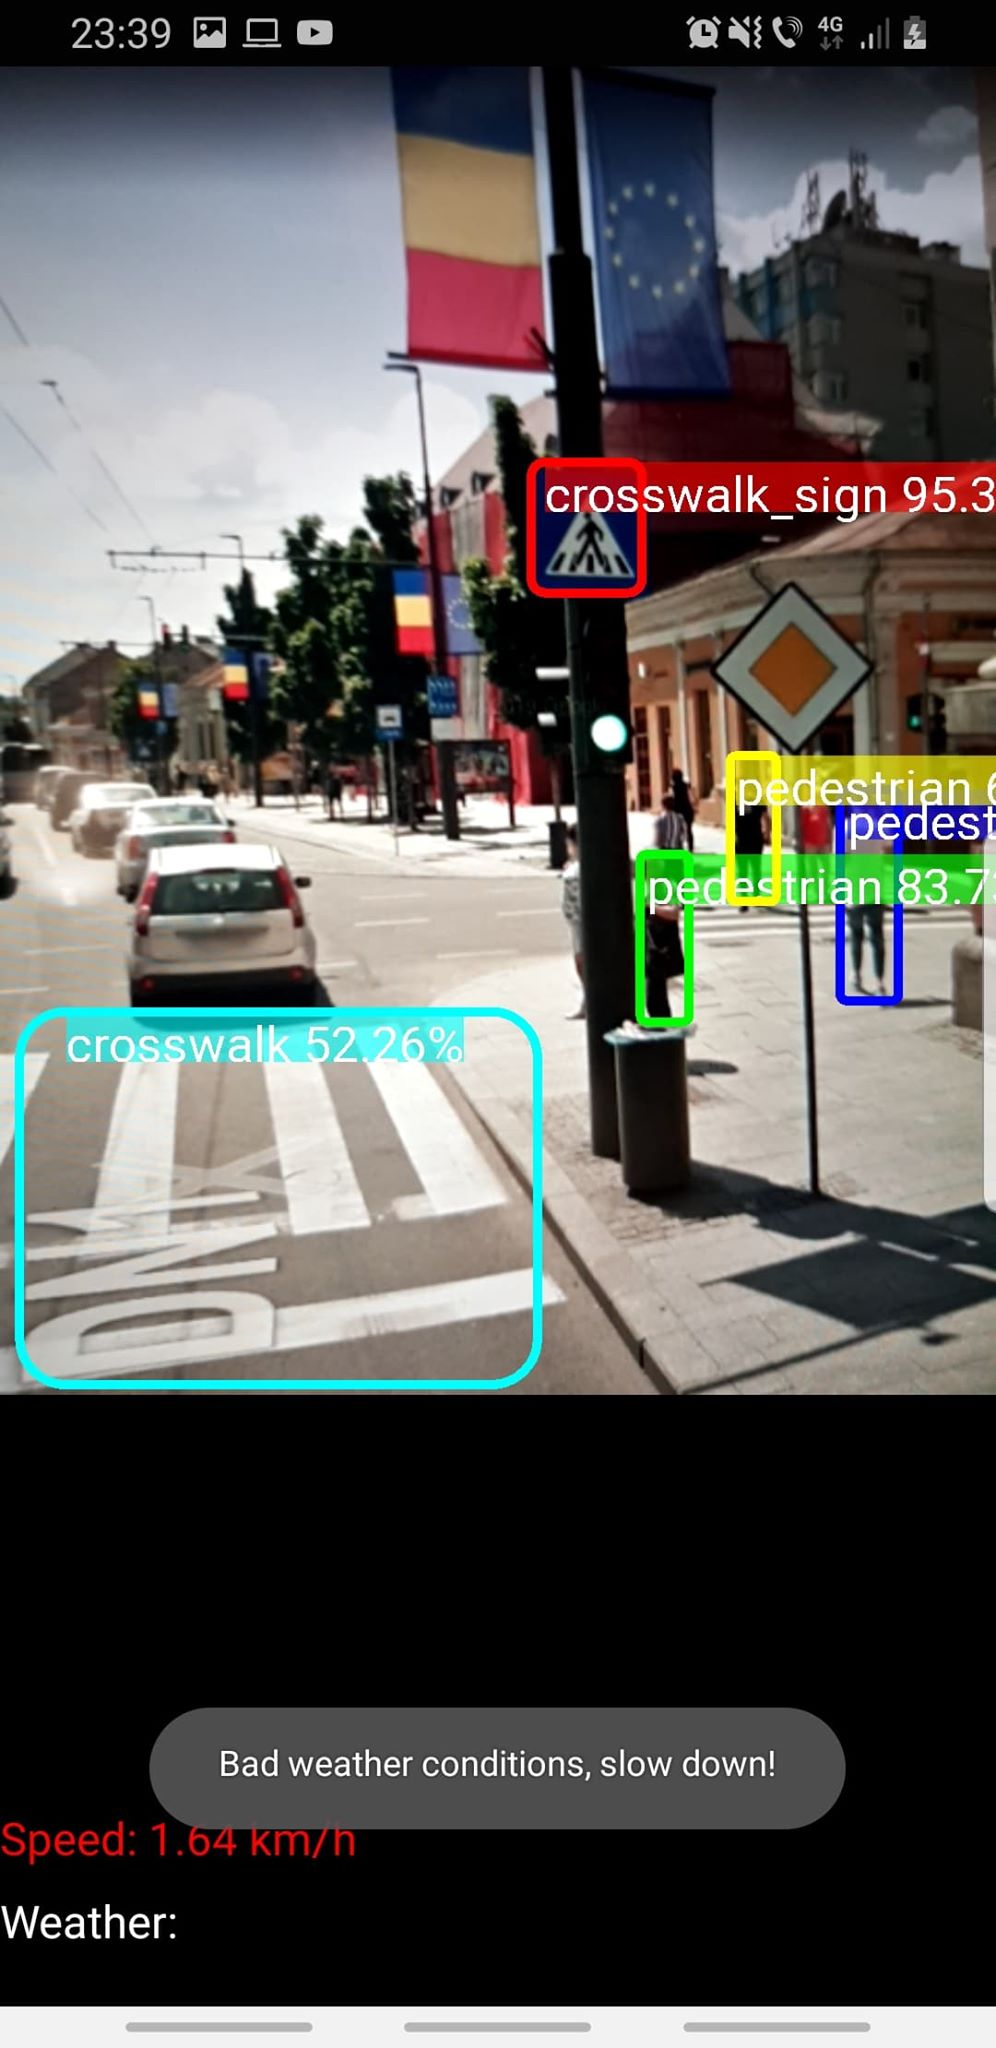 23:39
4G
crosswalk_sign 95.3
pedestrian 6
pedest
pedestrian 83.7
crosswalk 52.26%
Bad weather conditions, slow down!
Speed: 1.64 km/h
Weather: